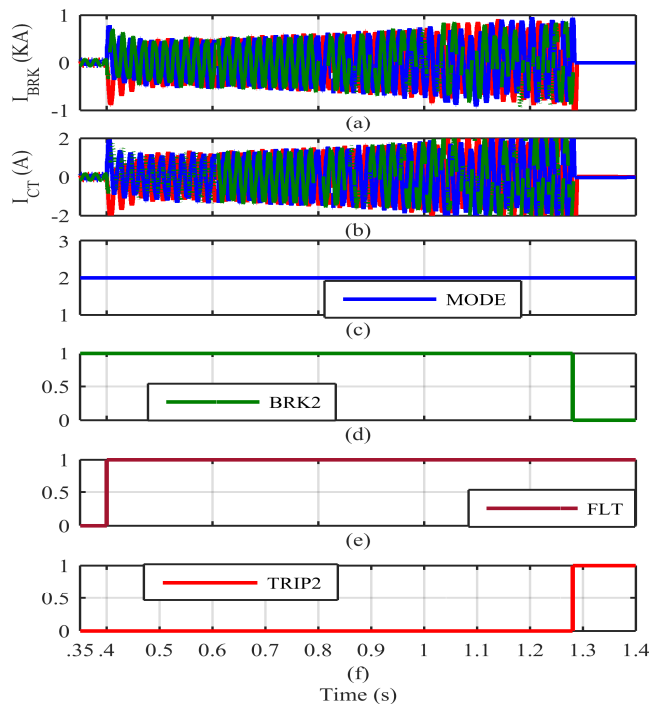 I_BRK (KA)
1
0
-1
(a)
I_CT (A)
2
0
-2
(b)
3
2
1
MODE
(c)
1
0.5
0
BRK2
(d)
1
0.5
0
FLT
(e)
1
0.5
0
TRIP2
.35 .4 0.5 0.6 0.7 0.8 0.9 1 1.1 1.2 1.3 1.4
(f)
Time (s)